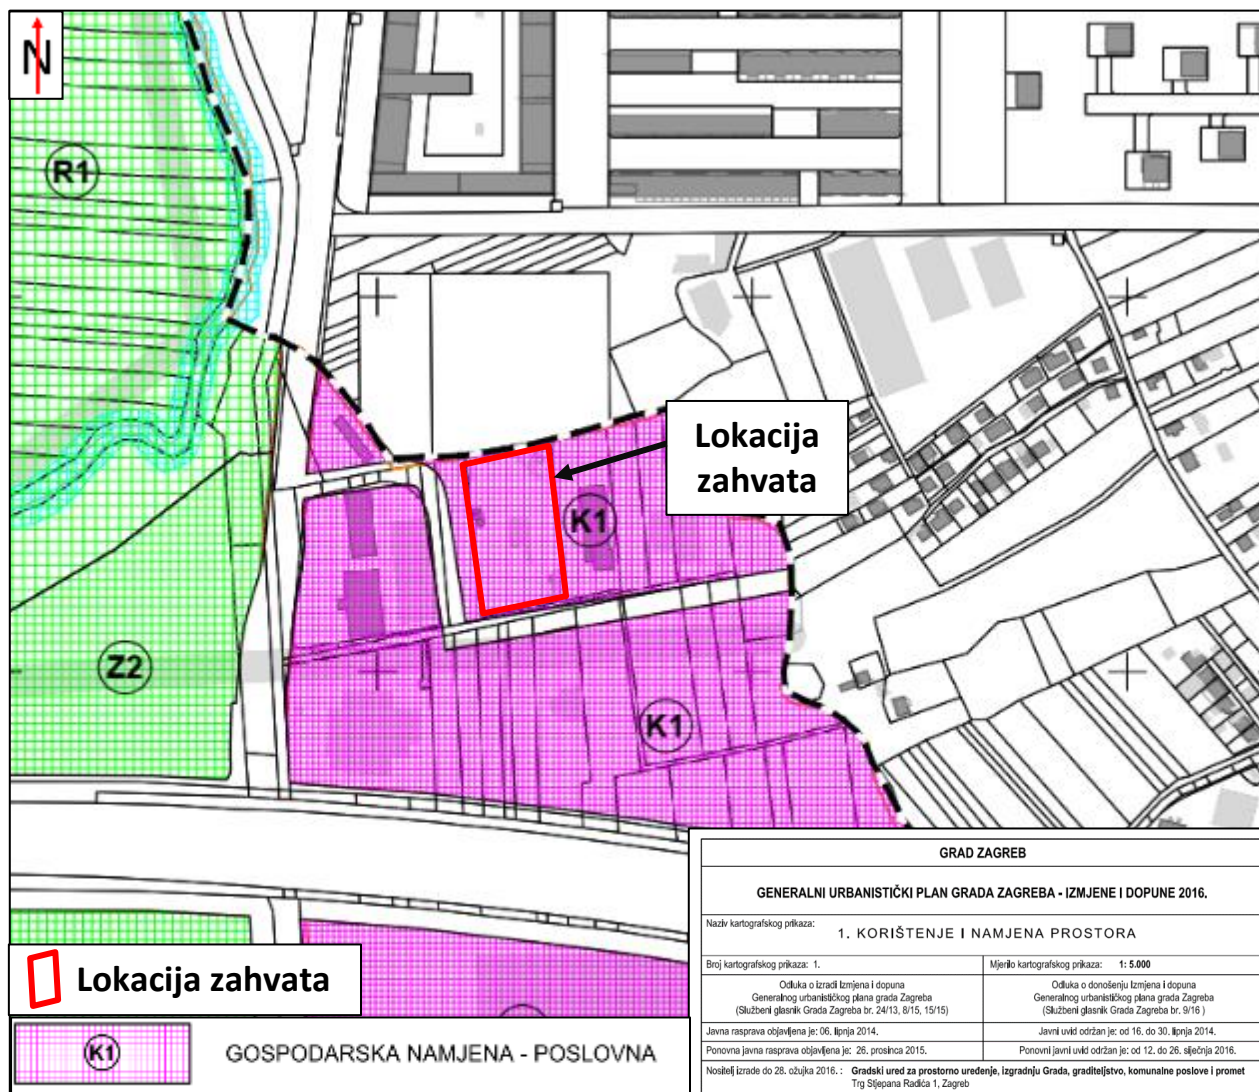 N
R1
Lokacija
zahvata
K1
Z2
K1
Lokacija zahvata
K1
GOSPODARSKA NAMJENA - POSLOVNA
GRAD ZAGREB
GENERALNI URBANISTIČKI PLAN GRADA ZAGREBA - IZMJENE I DOPUNE 2016.
Naziv kartografskog prikaza:
1. KORIŠTENJE I NAMJENA PROSTORA
Broj kartografskog prikaza: 1.
Mjerilo kartografskog prikaza: 1: 5.000
Odluka o izradi Izmjena i dopuna
Generalnog urbanističkog plana grada Zagreba
(Službeni glasnik Grada Zagreba br. 24/13, 8/15, 15/15)
Odluka o donošenju Izmjena i dopuna
Generalnog urbanističkog plana grada Zagreba
(Službeni glasnik Grada Zagreba br. 9/16 )
Javna rasprava objavljena je: 06. lipnja 2014.
Javni uvid održan je: od 16. do 30. lipnja 2014.
Ponovna javna rasprava objavljena je: 26. prosinca 2015.
Ponovni javni uvid održan je: od 12. do 26. siječnja 2016.
Nositelj izrade do 28. ožujka 2016. : Gradski ured za prostorno uređenje, izgradnju Grada, graditeljstvo, komunalne poslove i promet
Trg Stjepana Radića 1, Zagreb